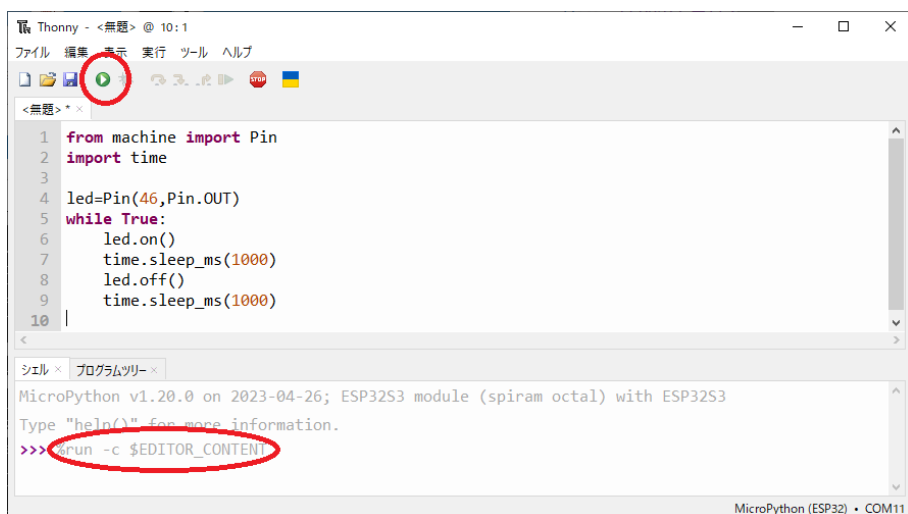 Thonny - <無題> @ 10:1
ファイル 編集 表示 実行 ツール ヘルプ
STOP
<無題> * ×
1 from machine import Pin
2 import time
3
4 led=Pin(46,Pin.OUT)
5 while True:
6     led.on()
7     time.sleep_ms(1000)
8     led.off()
9     time.sleep_ms(1000)
10
シェル × プログラムツリー ×
MicroPython v1.20.0 on 2023-04-26; ESP32S3 module (spiram octal) with ESP32S3
Type "help()" for more information.
>>> %run -c $EDITOR_CONTENT
MicroPython (ESP32) • COM11